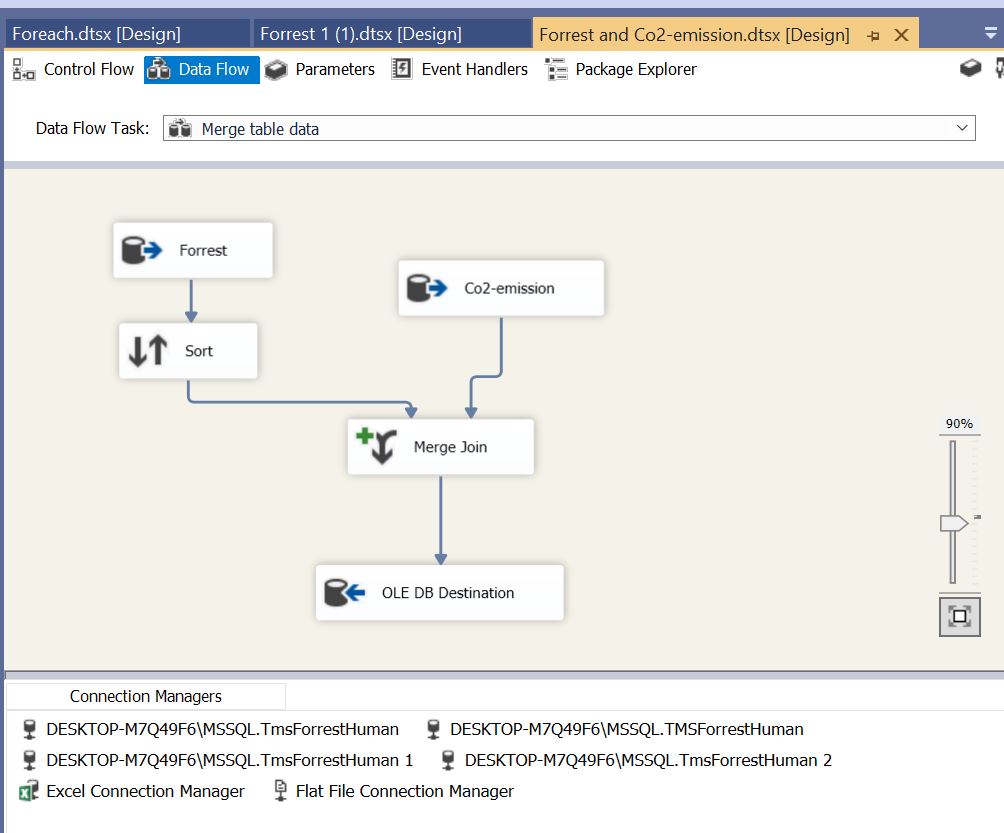 Foreach.dtsx [Design] Forrest 1 (1).dtsx [Design] Forrest and Co2-emission.dtsx [Design]
Control Flow Data Flow Parameters Event Handlers Package Explorer
Data Flow Task: Merge table data
Forrest
Co2-emission
Sort
Merge Join
OLE DB Destination
90%
Connection Managers
DESKTOP-M7Q49F6\MSSQL.TmsForrestHuman DESKTOP-M7Q49F6\MSSQL.TMSForrestHuman
DESKTOP-M7Q49F6\MSSQL.TmsForrestHuman 1 DESKTOP-M7Q49F6\MSSQL.TmsForrestHuman 2
Excel Connection Manager Flat File Connection Manager